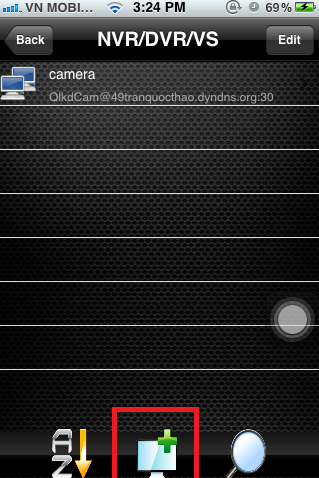 VN MOBI... 3:24 PM 69%
Back NVR/DVR/VS Edit
camera
QlkdCam@49tranquocthao.dyndns.org:30
A
Z